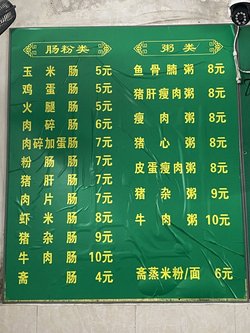 肠粉类
玉米肠 5元
鸡蛋肠 5元
火腿肠 5元
肉碎肠 6元
肉碎加蛋肠 7元
粉肠肠 7元
猪肝肠 7元
肉片肠 7元
虾米肠 8元
猪杂肠 9元
牛肉肠 10元
斋肠 4元
粥类
鱼骨腩粥 8元
猪肝瘦肉粥 8元
瘦肉粥 8元
猪心粥 8元
皮蛋瘦肉粥 8元
猪杂粥 9元
牛肉粥 10元
斋蒸米粉/面 6元